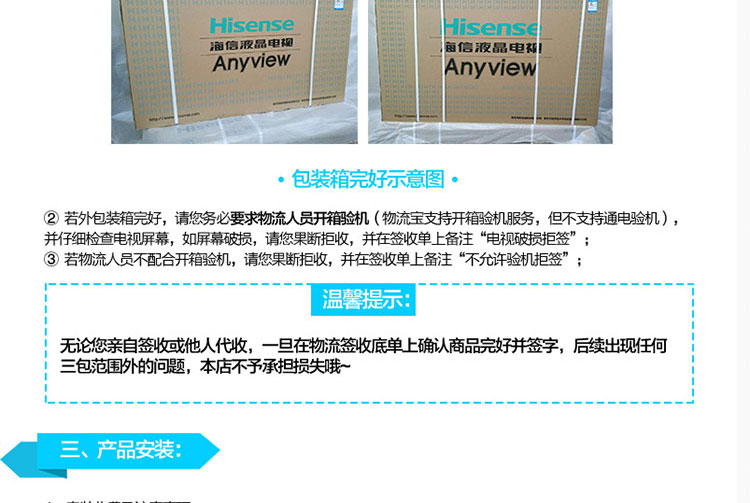 Hisense
海信液晶电视
Anyview
Hisense
海信液晶电视
Anyview
• 包装箱完好示意图 •
② 若外包装箱完好，请您务必要求物流人员开箱验机（物流宝支持开箱验机服务，但不支持通电验机），
并仔细检查电视屏幕，如屏幕破损，请您果断拒收，并在签收单上备注“电视破损拒签”；
③ 若物流人员不配合开箱验机，请您果断拒收，并在签收单上备注“不允许验机拒签”；
温馨提示：
无论您亲自签收或他人代收，一旦在物流签收底单上确认商品完好并签字，后续出现任何
三包范围外的问题，本店不予承担损失哦~
三、产品安装：